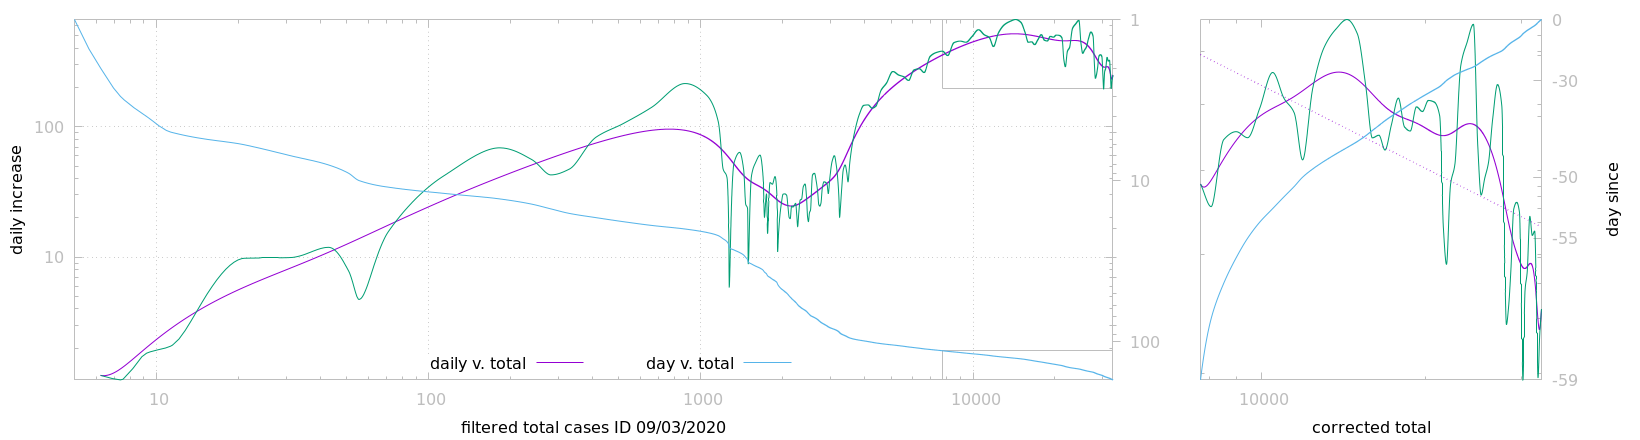 daily increase
100
10
daily v. total
day v. total
10
100
1000
10000
1
10
100
filtered total cases ID 09/03/2020
0
-30
-50
-55
-59
day since
10000
corrected total